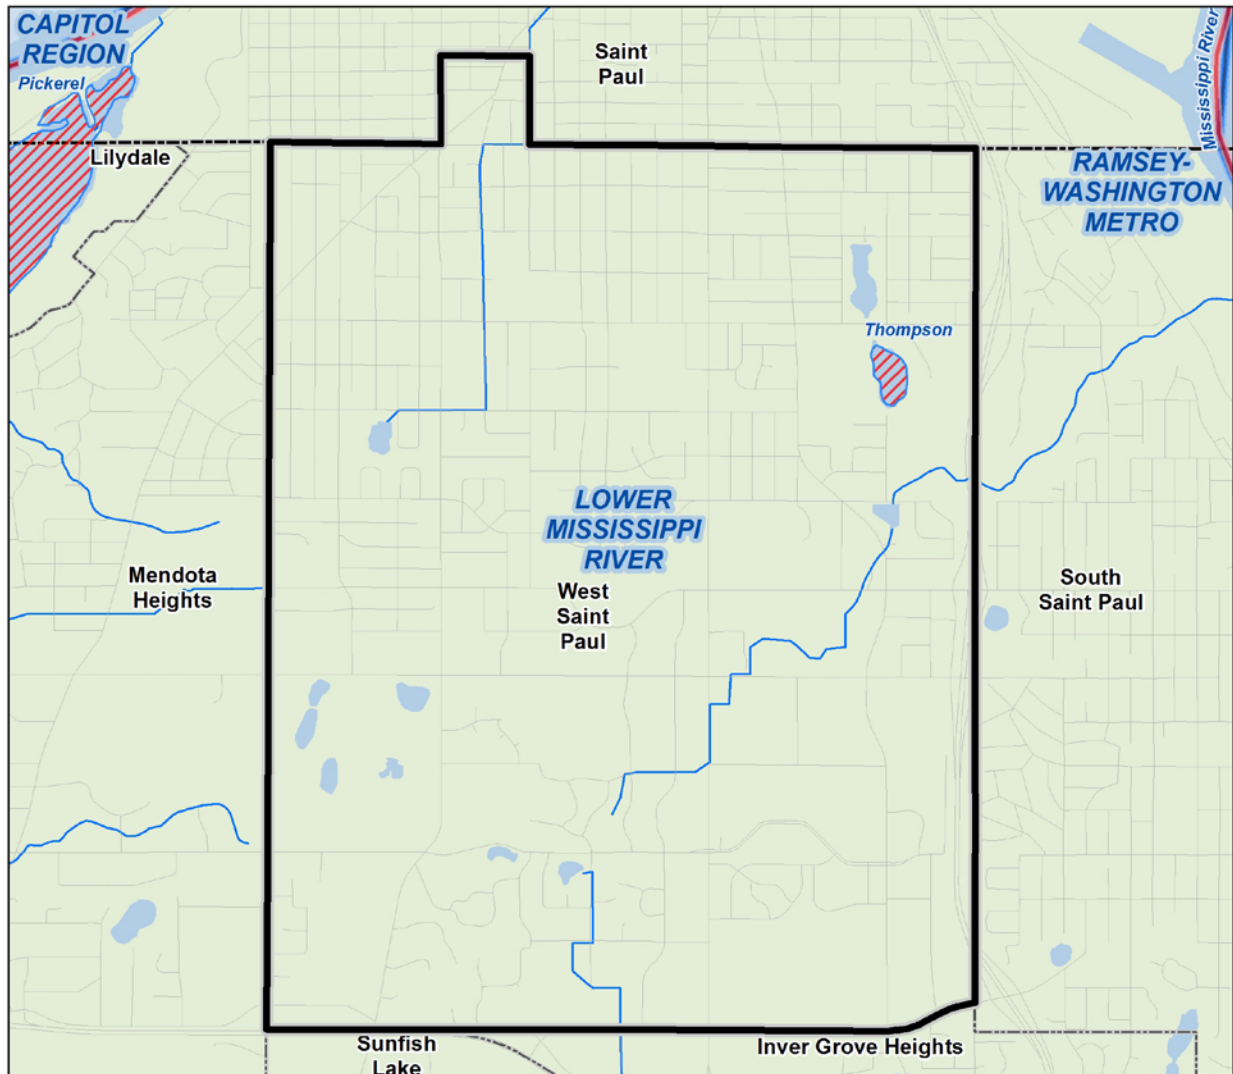 CAPITOL
REGION
Pickerel
Saint
Paul
Mississippi River
Lilydale
RAMSEY-
WASHINGTON
METRO
Thompson
LOWER
MISSISSIPPI
RIVER
Mendota
Heights
West
Saint
Paul
South
Saint Paul
Sunfish
Lake
Inver Grove Heights